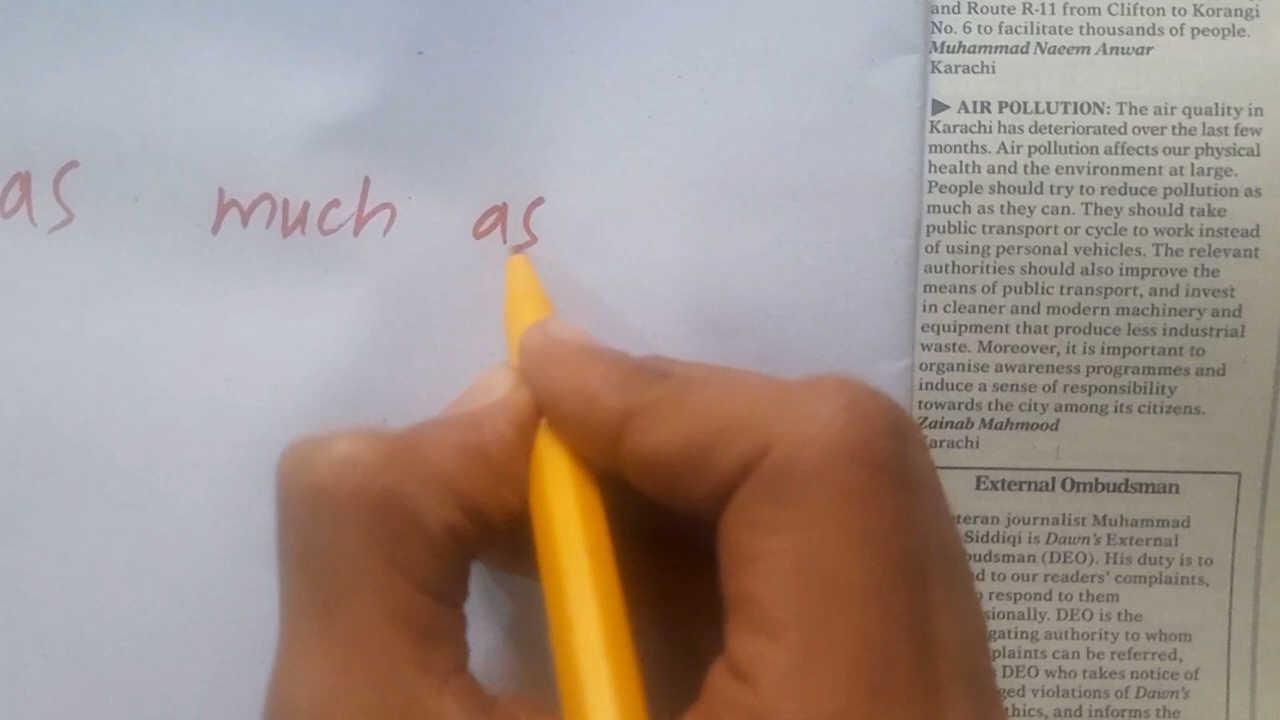 as much as
and Route R-11 from Clifton to Korangi
No. 6 to facilitate thousands of people.
Muhammad Naeem Anwar
Karachi
▶ AIR POLLUTION: The air quality in
Karachi has deteriorated over the last few
months. Air pollution affects our physical
health and the environment at large.
People should try to reduce pollution as
much as they can. They should take
public transport or cycle to work instead
of using personal vehicles. The relevant
authorities should also improve the
means of public transport, and invest
in cleaner and modern machinery and
equipment that produce less industrial
waste. Moreover, it is important to
organise awareness programmes and
induce a sense of responsibility
towards the city among its citizens.
Zainab Mahmood
arachi
External Ombudsman
teran journalist Muhammad
Siddiqi is Dawn's External
budsman (DEO). His duty is to
d to our readers' complaints,
respond to them
sionally. DEO is the
gating authority to whom
plaints can be referred,
DEO who takes notice of
ged violations of Dawn's
thics, and informs the